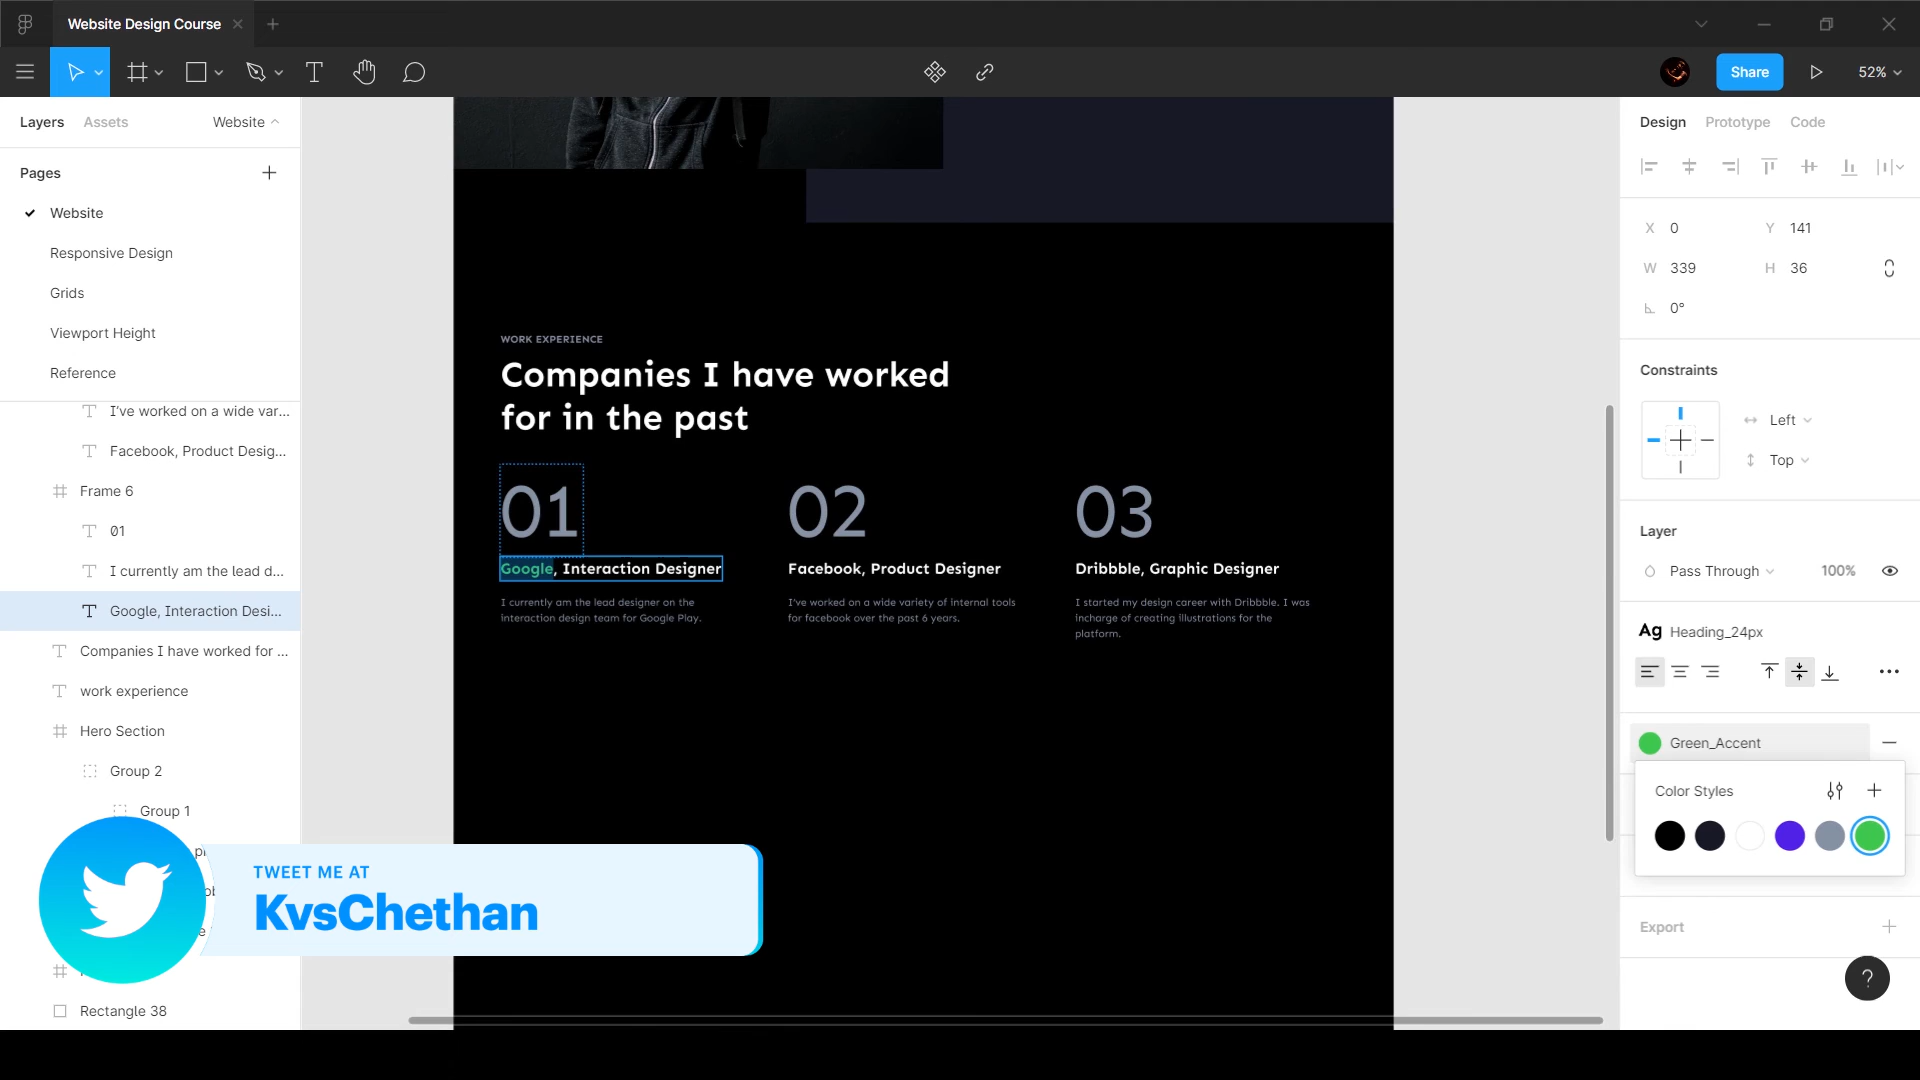 Website Design Course
Share
52%
Layers
Assets
Website
Pages
Website
Responsive Design
Grids
Viewport Height
Reference
I've worked on a wide var...
Facebook, Product Desig...
Frame 6
01
I currently am the lead d...
Google, Interaction Desi...
Companies I have worked for ...
work experience
Hero Section
Group 2
Group 1
Rectangle 38
WORK EXPERIENCE
Companies I have worked
for in the past
01
Google, Interaction Designer
I currently am the lead designer on the
interaction design team for Google Play.
02
Facebook, Product Designer
I've worked on a wide variety of internal tools
for facebook over the past 6 years.
03
Dribbble, Graphic Designer
I started my design career with Dribbble. I was
incharge of creating illustrations for the
platform.
TWEET ME AT
KvsChethan
Design
Prototype
Code
X 0
Y 141
W 339
H 36
0°
Constraints
Left
Top
Layer
Pass Through
100%
Ag Heading_24px
Green_Accent
Color Styles
Export
?